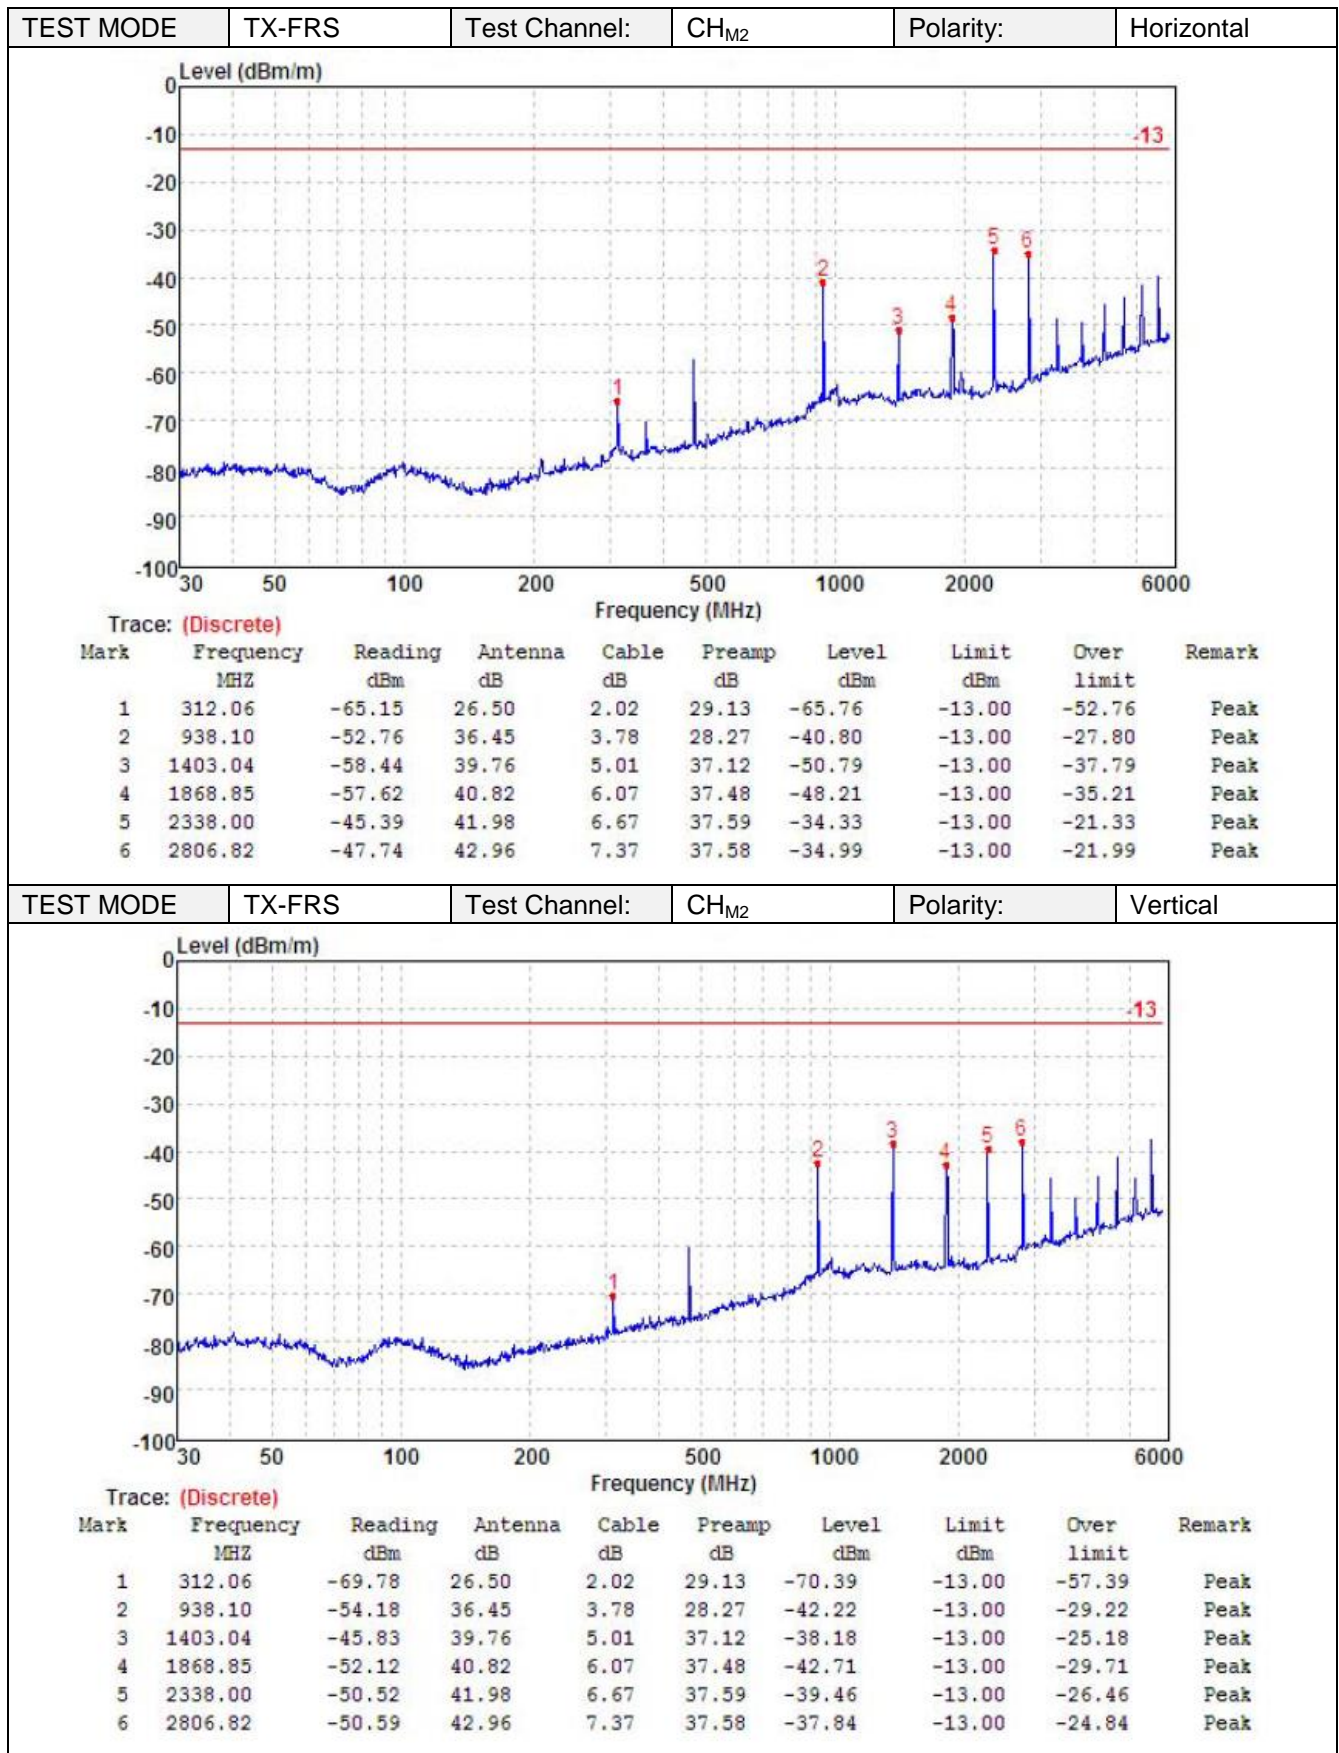 TEST MODE TX-FRS Test Channel: CHM2 Polarity: Horizontal
Level (dBm/m)
0
-10
-13
-20
-30
5 6
-40
2
-50
3 4
-60
1
-70
-80
-90
-100
30 50 100 200 500 1000 2000 6000
Frequency (MHz)
Trace: (Discrete)
Mark Frequency Reading Antenna Cable Preamp Level Limit Over Remark
MHZ dBm dB dB dB dBm dBm limit
1 312.06 -65.15 26.50 2.02 29.13 -65.76 -13.00 -52.76 Peak
2 938.10 -52.76 36.45 3.78 28.27 -40.80 -13.00 -27.80 Peak
3 1403.04 -58.44 39.76 5.01 37.12 -50.79 -13.00 -37.79 Peak
4 1868.85 -57.62 40.82 6.07 37.48 -48.21 -13.00 -35.21 Peak
5 2338.00 -45.39 41.98 6.67 37.59 -34.33 -13.00 -21.33 Peak
6 2806.82 -47.74 42.96 7.37 37.58 -34.99 -13.00 -21.99 Peak
TEST MODE TX-FRS Test Channel: CHM2 Polarity: Vertical
Level (dBm/m)
0
-10
-13
-20
-30
3 5 6
-40
2 4
-50
-60
1
-70
-80
-90
-100
30 50 100 200 500 1000 2000 6000
Frequency (MHz)
Trace: (Discrete)
Mark Frequency Reading Antenna Cable Preamp Level Limit Over Remark
MHZ dBm dB dB dB dBm dBm limit
1 312.06 -69.78 26.50 2.02 29.13 -70.39 -13.00 -57.39 Peak
2 938.10 -54.18 36.45 3.78 28.27 -42.22 -13.00 -29.22 Peak
3 1403.04 -45.83 39.76 5.01 37.12 -38.18 -13.00 -25.18 Peak
4 1868.85 -52.12 40.82 6.07 37.48 -42.71 -13.00 -29.71 Peak
5 2338.00 -50.52 41.98 6.67 37.59 -39.46 -13.00 -26.46 Peak
6 2806.82 -50.59 42.96 7.37 37.58 -37.84 -13.00 -24.84 Peak